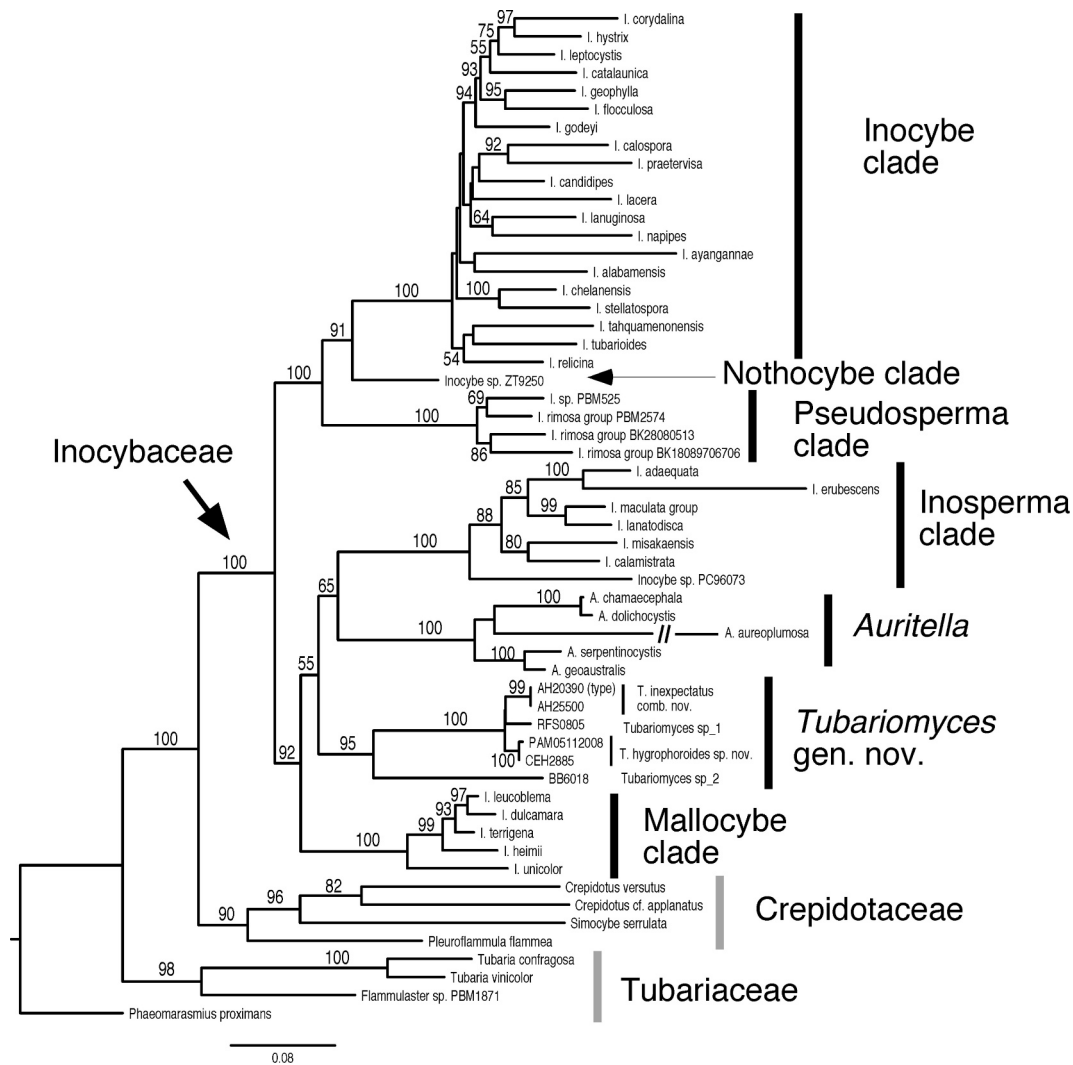 97
I. corydalina
75
I. hystrix
55
I. leptocystis
93
I. catalaunica
94
95
I. geophylla
I. flocculosa
I. godeyi
Inocybe
clade
92
I. calospora
I. praetervisa
I. candidipes
I. lacera
64
I. lanuginosa
I. napipes
I. ayangannae
I. alabamensis
100
100
I. chelanensis
I. stellatospora
I. tahquamenonensis
91
I. tubarioides
54
I. relicina
100
Inocybe sp. ZT9250
Nothocybe clade
69
I. sp. PBM525
100
I. rimosa group PBM2574
I. rimosa group BK28080513
86
I. rimosa group BK18089706706
Pseudosperma
clade
Inocybaceae
100
I. adaequata
85
I. erubescens
99
I. maculata group
88
I. lanatodisca
100
80
I. misakaensis
I. calamistrata
Inocybe sp. PC96073
Inosperma
clade
100
65
100
A. chamaecephala
A. dolichocystis
100
A. aureoplumosa
100
A. serpentinocystis
A. geoaustralis
Auritella
55
99
AH20390 (type)
AH25500
T. inexpectatus
comb. nov.
100
RFS0805
Tubariomyces sp_1
95
PAM05112008
100
CEH2885
T. hygrophoroides sp. nov.
BB6018
Tubariomyces sp_2
Tubariomyces
gen. nov.
100
92
97
I. leucoblema
93
I. dulcamara
99
I. terrigena
100
I. heimii
I. unicolor
Mallocybe
clade
82
Crepidotus versutus
96
Crepidotus cf. applanatus
90
Simocybe serrulata
Pleuroflammula flammea
Crepidotaceae
100
Tubaria confragosa
98
Tubaria vinicolor
Flammulaster sp. PBM1871
Tubariaceae
Phaeomarasmius proximans
0.08